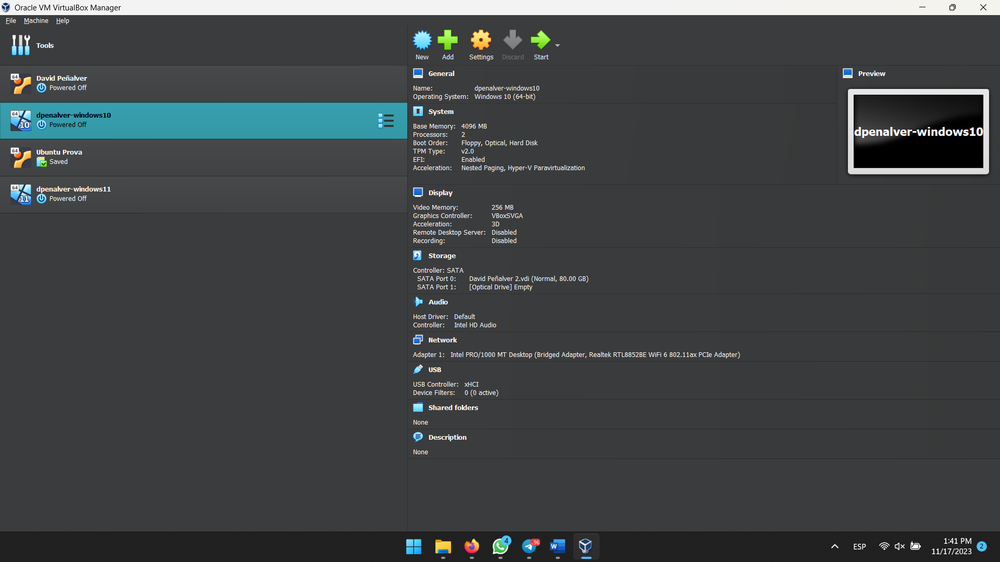 Oracle VM VirtualBox Manager
File Machine Help
Tools
New Add Settings Discard Start
64
David Peñalver
Powered Off
64
10
dpenalver-windows10
Powered Off
64
Ubuntu Prova
Saved
64
11
dpenalver-windows11
Powered Off
General
Name: dpenalver-windows10
Operating System: Windows 10 (64-bit)
Preview
dpenalver-windows10
System
Base Memory: 4096 MB
Processors: 2
Boot Order: Floppy, Optical, Hard Disk
TPM Type: v2.0
EFI: Enabled
Acceleration: Nested Paging, Hyper-V Paravirtualization
Display
Video Memory: 256 MB
Graphics Controller: VBoxSVGA
Acceleration: 3D
Remote Desktop Server: Disabled
Recording: Disabled
Storage
Controller: SATA
SATA Port 0: David Peñalver 2.vdi (Normal, 80.00 GB)
SATA Port 1: [Optical Drive] Empty
Audio
Host Driver: Default
Controller: Intel HD Audio
Network
Adapter 1: Intel PRO/1000 MT Desktop (Bridged Adapter, Realtek RTL8852BE WiFi 6 802.11ax PCIe Adapter)
USB
USB Controller: xHCI
Device Filters: 0 (0 active)
Shared folders
None
Description
None
4
..96
W
ESP
1:41 PM
11/17/2023
2